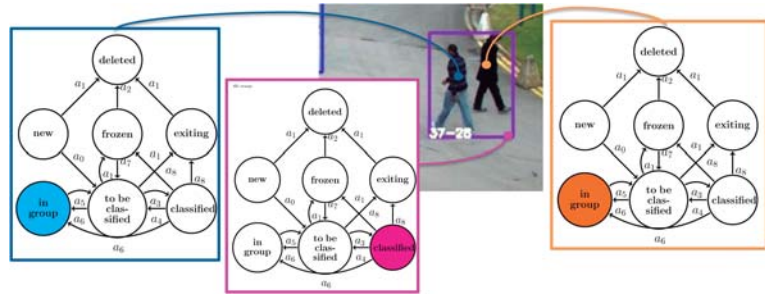 deleted
a₁
a₂
a₁
new
frozen
exiting
a₀
a₇
a₁
a₁
a₈
a₈
in
group
a₅
a₆
to be
clas-
sified
a₃
a₄
classified
a₆
deleted
a₁
a₂
a₁
new
frozen
exiting
a₀
a₇
a₁
a₁
a₈
a₈
in
group
a₅
a₆
to be
clas-
sified
a₃
a₄
classified
a₆
37-28
deleted
a₁
a₂
a₁
new
frozen
exiting
a₀
a₇
a₁
a₁
a₈
a₈
in
group
a₅
a₆
to be
clas-
sified
a₃
a₄
classified
a₆